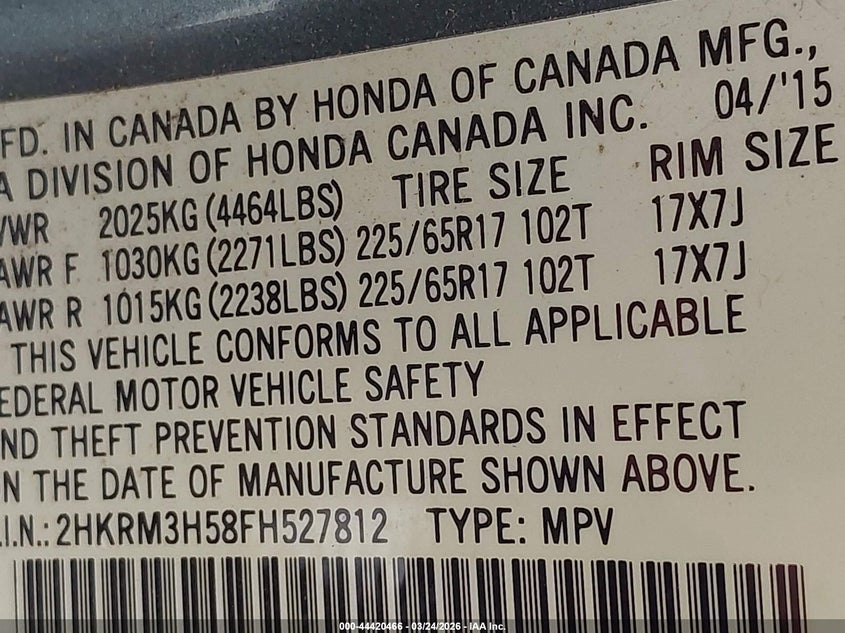 FD. IN CANADA BY HONDA OF CANADA MFG.,
A DIVISION OF HONDA CANADA INC. 04/'15
VWR 2025KG (4464LBS) TIRE SIZE RIM SIZE
AWR F 1030KG (2271LBS) 225/65R17 102T 17X7J
AWR R 1015KG (2238LBS) 225/65R17 102T 17X7J
THIS VEHICLE CONFORMS TO ALL APPLICABLE
EDERAL MOTOR VEHICLE SAFETY
ND THEFT PREVENTION STANDARDS IN EFFECT
N THE DATE OF MANUFACTURE SHOWN ABOVE.
.I.N.: 2HKRM3H58FH527812 TYPE: MPV
000-44420466 - 03/24/2026 - IAA Inc.